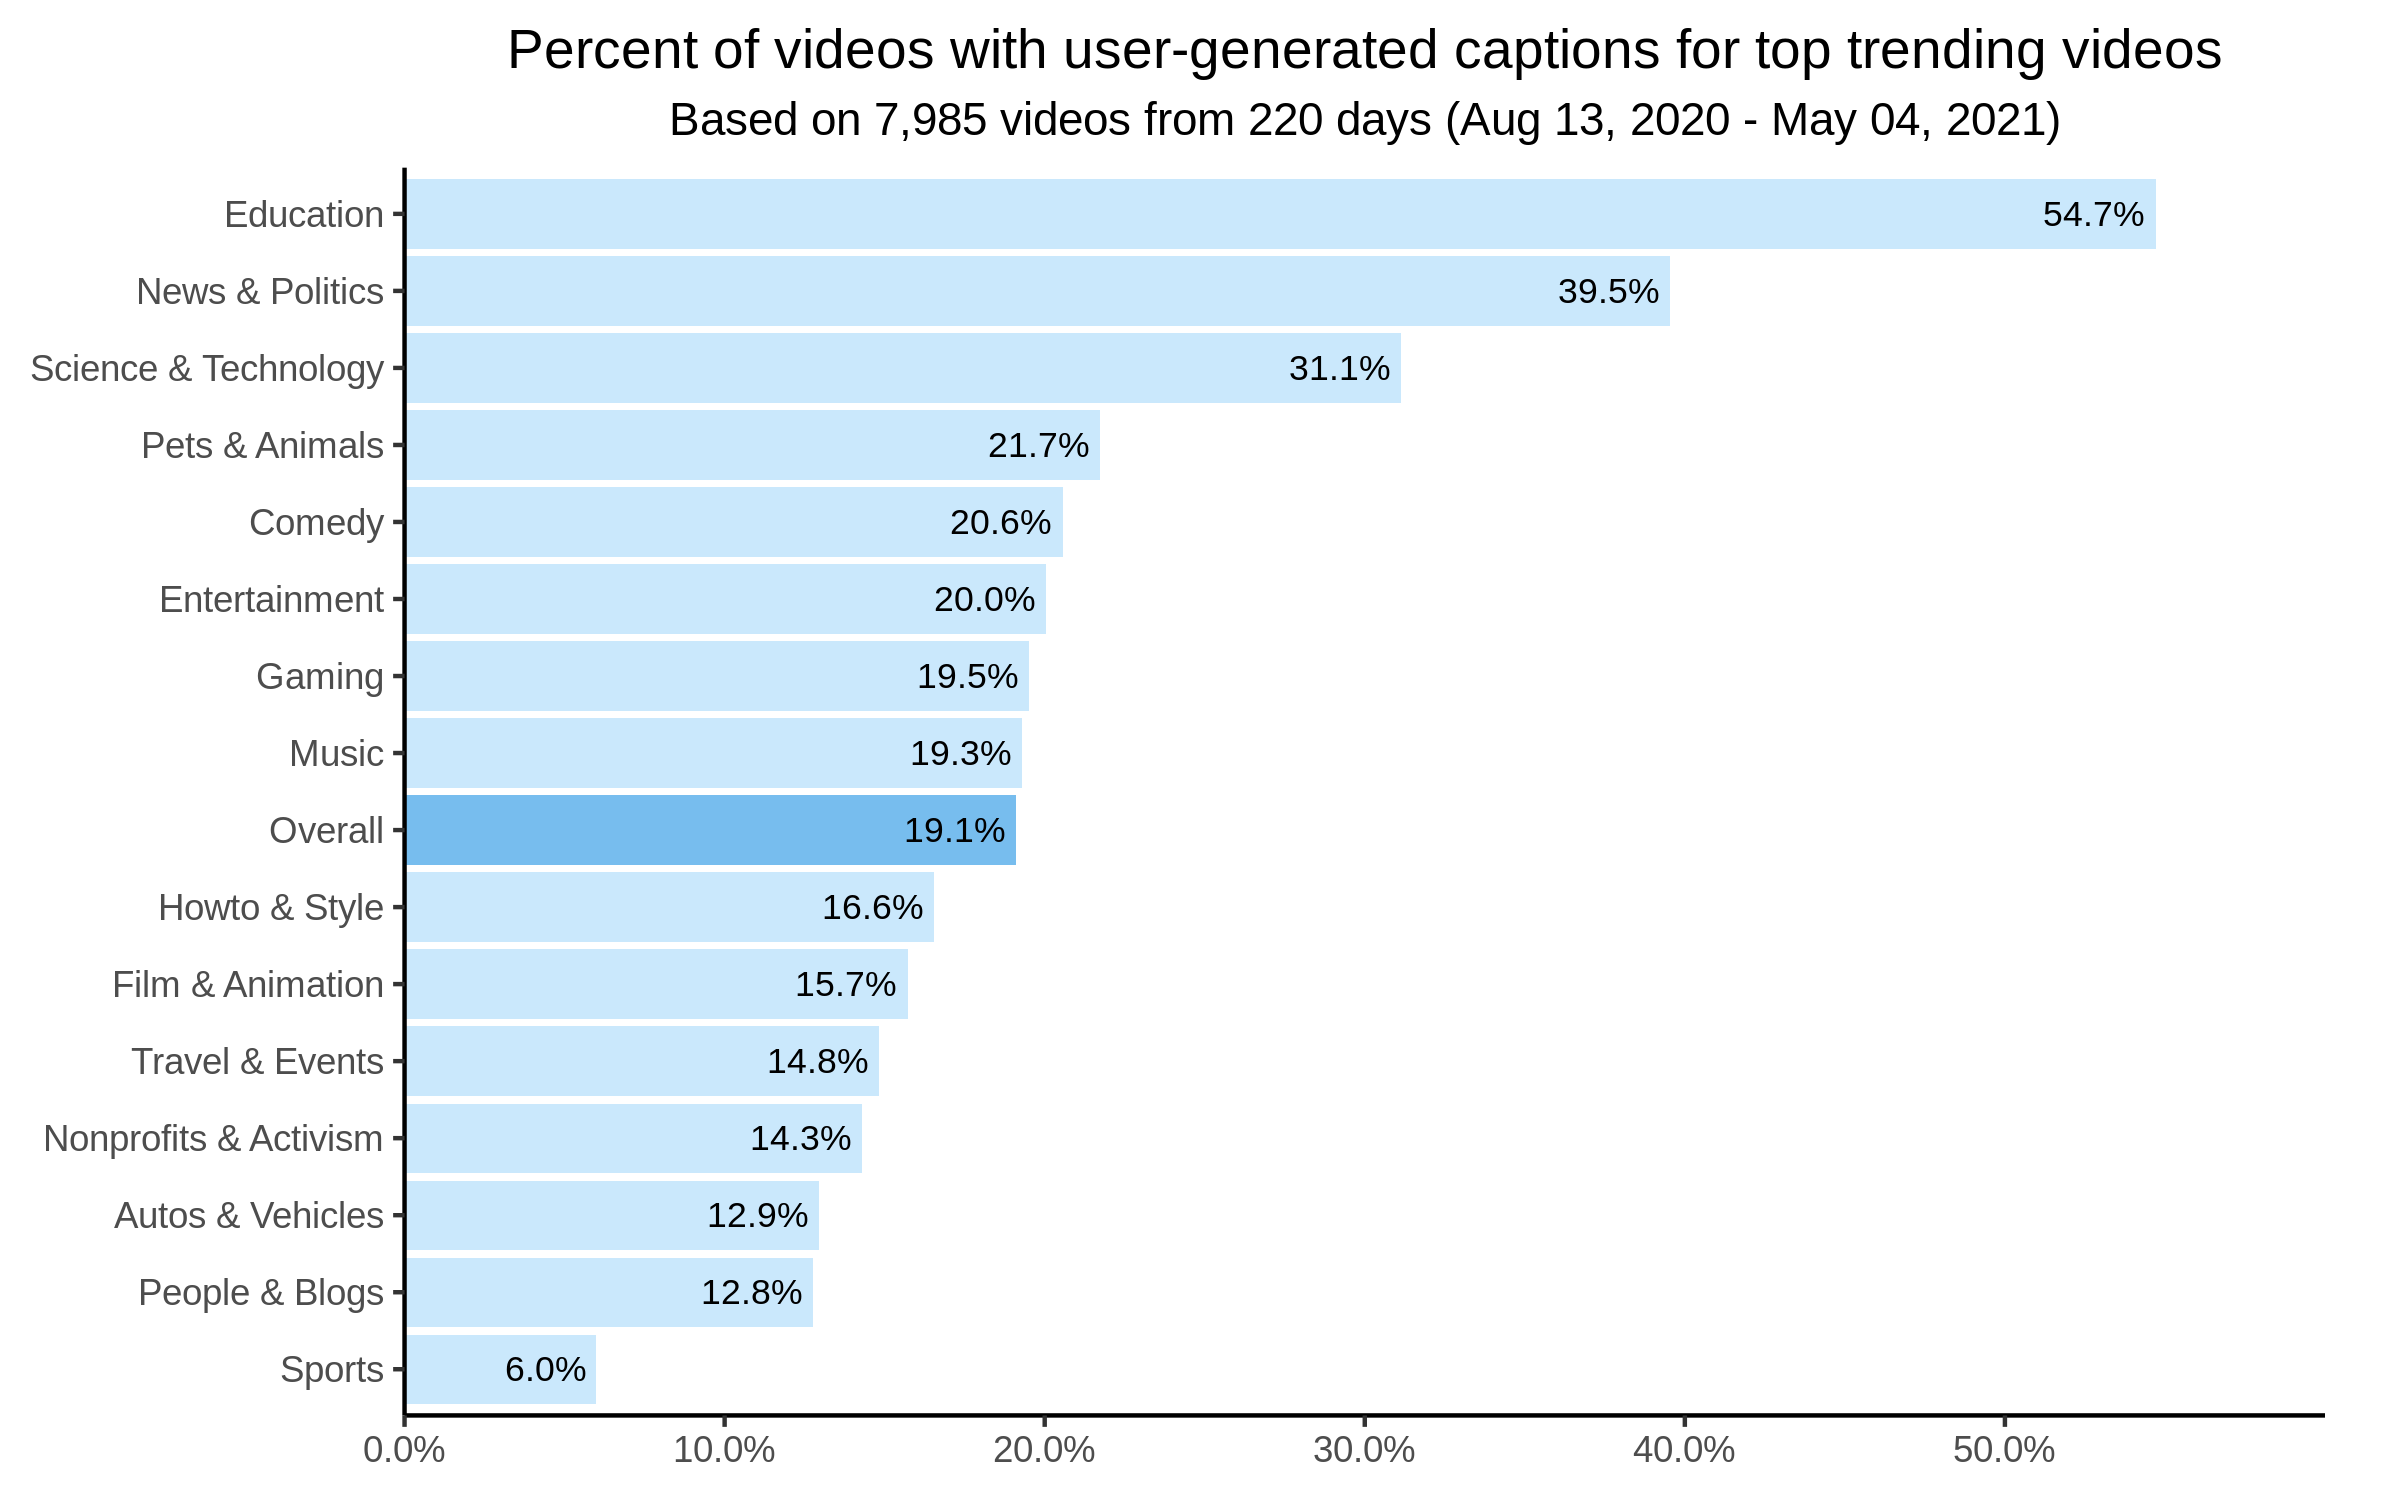 Percent of videos with user-generated captions for top trending videos
Based on 7,985 videos from 220 days (Aug 13, 2020 - May 04, 2021)
Education 54.7%
News & Politics 39.5%
Science & Technology 31.1%
Pets & Animals 21.7%
Comedy 20.6%
Entertainment 20.0%
Gaming 19.5%
Music 19.3%
Overall 19.1%
Howto & Style 16.6%
Film & Animation 15.7%
Travel & Events 14.8%
Nonprofits & Activism 14.3%
Autos & Vehicles 12.9%
People & Blogs 12.8%
Sports 6.0%
0.0% 10.0% 20.0% 30.0% 40.0% 50.0%